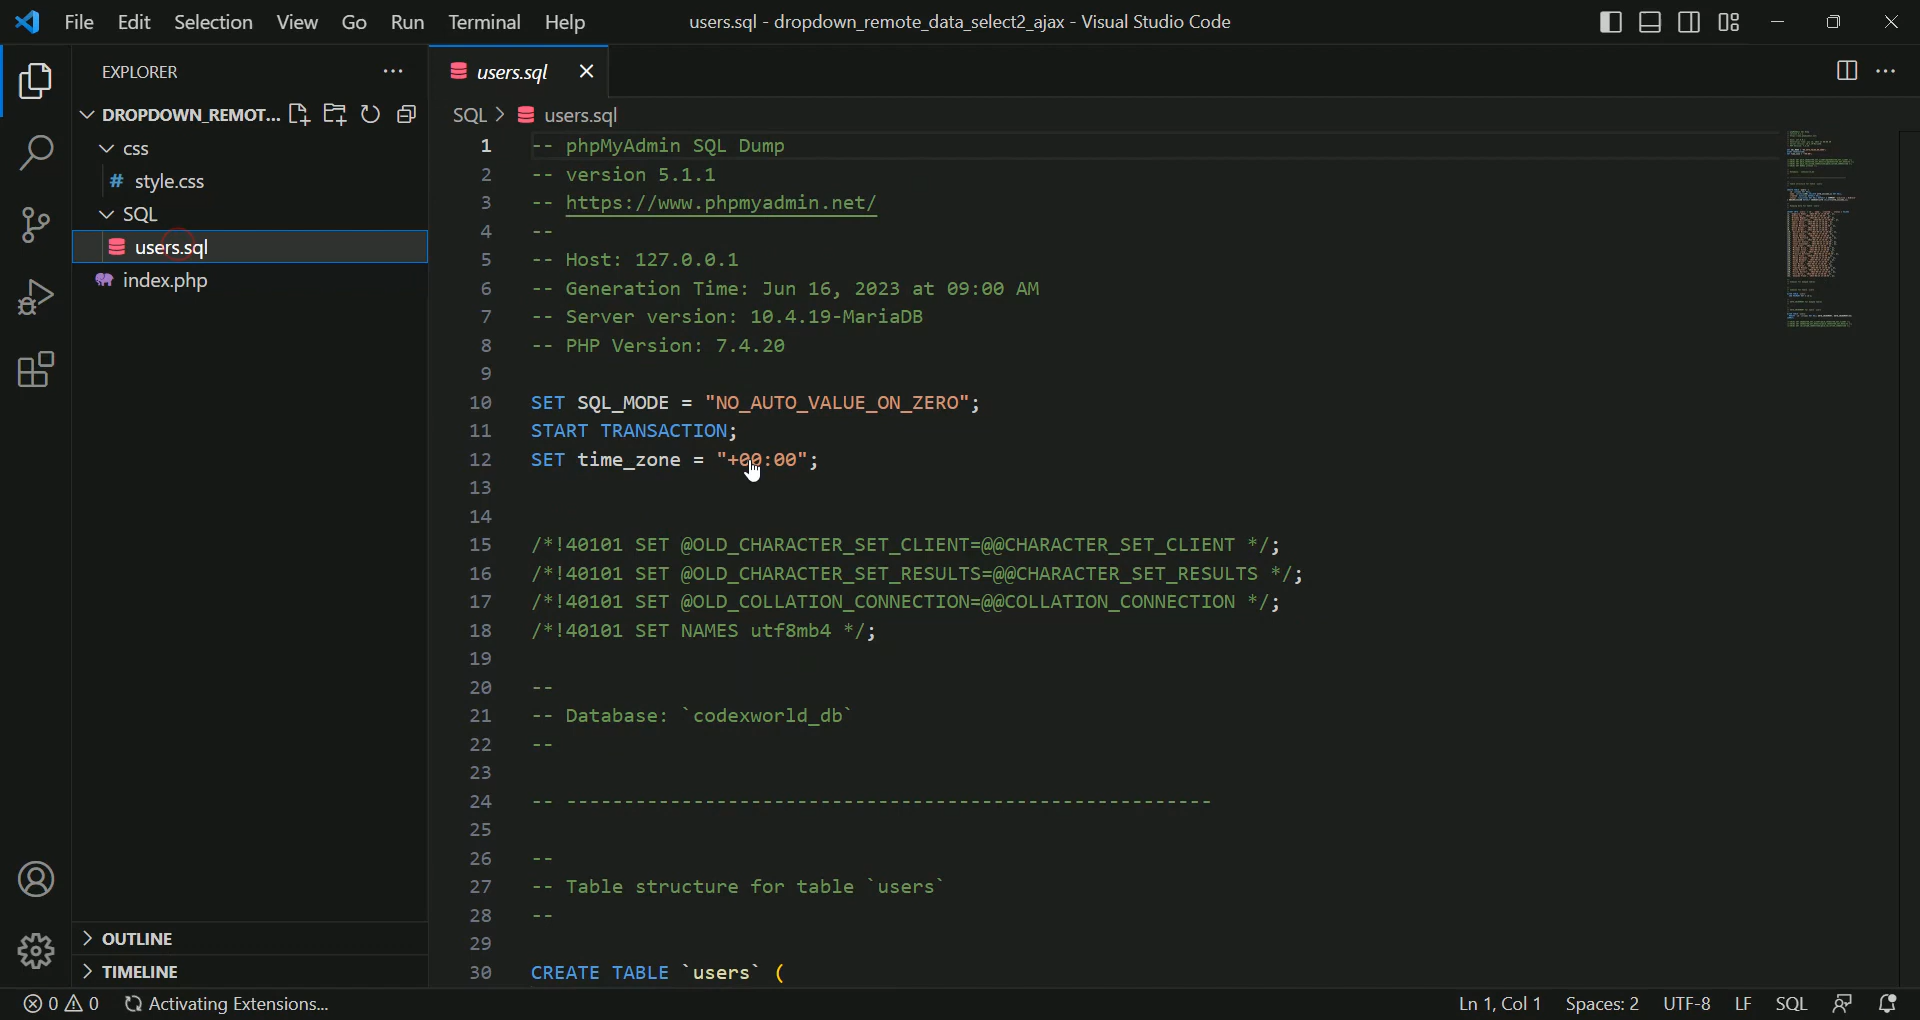 File Edit Selection View Go Run Terminal Help users.sql - dropdown_remote_data_select2_ajax - Visual Studio Code
EXPLORER
DROPDOWN_REMOT...
css
# style.css
SQL
users.sql
index.php
OUTLINE
TIMELINE
users.sql
SQL > users.sql
1 -- phpMyAdmin SQL Dump
2 -- version 5.1.1
3 -- https://www.phpmyadmin.net/
4 --
5 -- Host: 127.0.0.1
6 -- Generation Time: Jun 16, 2023 at 09:00 AM
7 -- Server version: 10.4.19-MariaDB
8 -- PHP Version: 7.4.20
9
10 SET SQL_MODE = "NO_AUTO_VALUE_ON_ZERO";
11 START TRANSACTION;
12 SET time_zone = "+00:00";
13
14
15 /*!40101 SET @OLD_CHARACTER_SET_CLIENT=@@CHARACTER_SET_CLIENT */;
16 /*!40101 SET @OLD_CHARACTER_SET_RESULTS=@@CHARACTER_SET_RESULTS */;
17 /*!40101 SET @OLD_COLLATION_CONNECTION=@@COLLATION_CONNECTION */;
18 /*!40101 SET NAMES utf8mb4 */;
19
20 --
21 -- Database: `codexworld_db`
22 --
23
24 -- --------------------------------------------------------
25
26 --
27 -- Table structure for table `users`
28 --
29
30 CREATE TABLE `users` (
0 0 Activating Extensions... Ln 1, Col 1 Spaces: 2 UTF-8 LF SQL